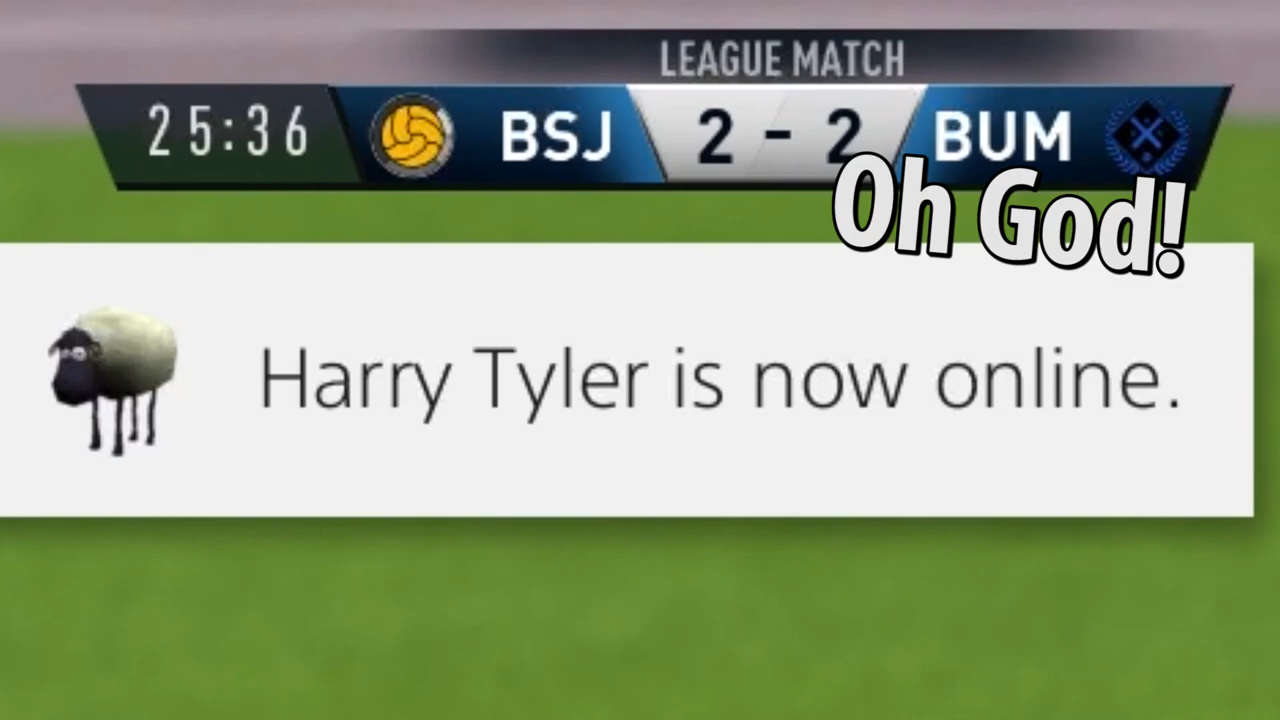 LEAGUE MATCH
25:36 BSJ 2 - 2 BUM
Oh God!
Harry Tyler is now online.